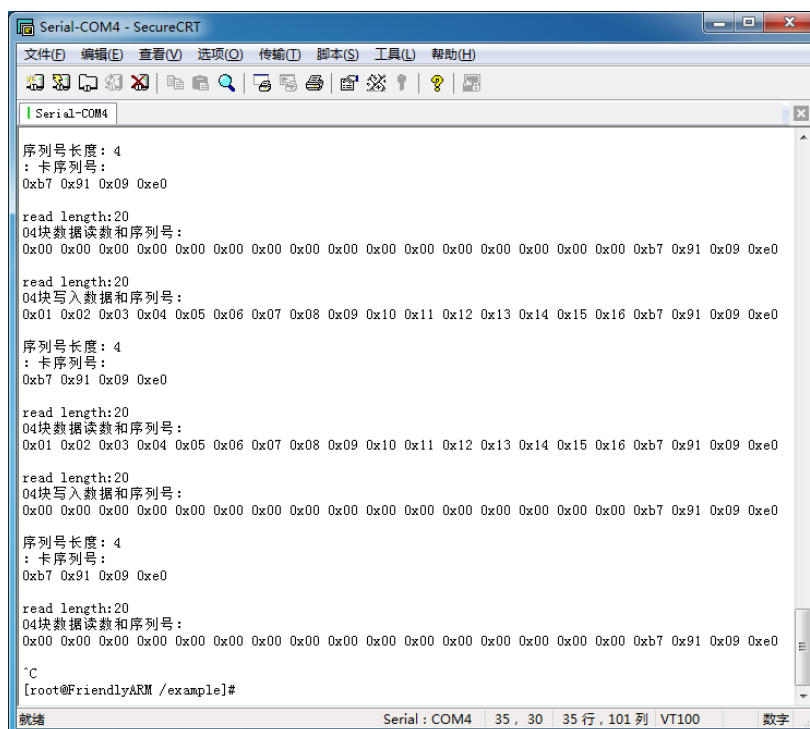 Serial-COM4 - SecureCRT
文件(F) 编辑(E) 查看(V) 选项(O) 传输(T) 脚本(S) 工具(L) 帮助(H)
Serial-COM4
序列号长度: 4
: 卡序列号:
0xb7 0x91 0x09 0xe0
read length:20
04块数据读数和序列号:
0x00 0x00 0x00 0x00 0x00 0x00 0x00 0x00 0x00 0x00 0x00 0x00 0x00 0x00 0x00 0x00 0xb7 0x91 0x09 0xe0
read length:20
04块写入数据和序列号:
0x01 0x02 0x03 0x04 0x05 0x06 0x07 0x08 0x09 0x10 0x11 0x12 0x13 0x14 0x15 0x16 0xb7 0x91 0x09 0xe0
序列号长度: 4
: 卡序列号:
0xb7 0x91 0x09 0xe0
read length:20
04块数据读数和序列号:
0x01 0x02 0x03 0x04 0x05 0x06 0x07 0x08 0x09 0x10 0x11 0x12 0x13 0x14 0x15 0x16 0xb7 0x91 0x09 0xe0
read length:20
04块写入数据和序列号:
0x00 0x00 0x00 0x00 0x00 0x00 0x00 0x00 0x00 0x00 0x00 0x00 0x00 0x00 0x00 0x00 0xb7 0x91 0x09 0xe0
序列号长度: 4
: 卡序列号:
0xb7 0x91 0x09 0xe0
read length:20
04块数据读数和序列号:
0x00 0x00 0x00 0x00 0x00 0x00 0x00 0x00 0x00 0x00 0x00 0x00 0x00 0x00 0x00 0x00 0xb7 0x91 0x09 0xe0
^C
[root@FriendlyARM /example]#
就绪 Serial : COM4 35 , 30 35 行 , 101 列 VT100 数字